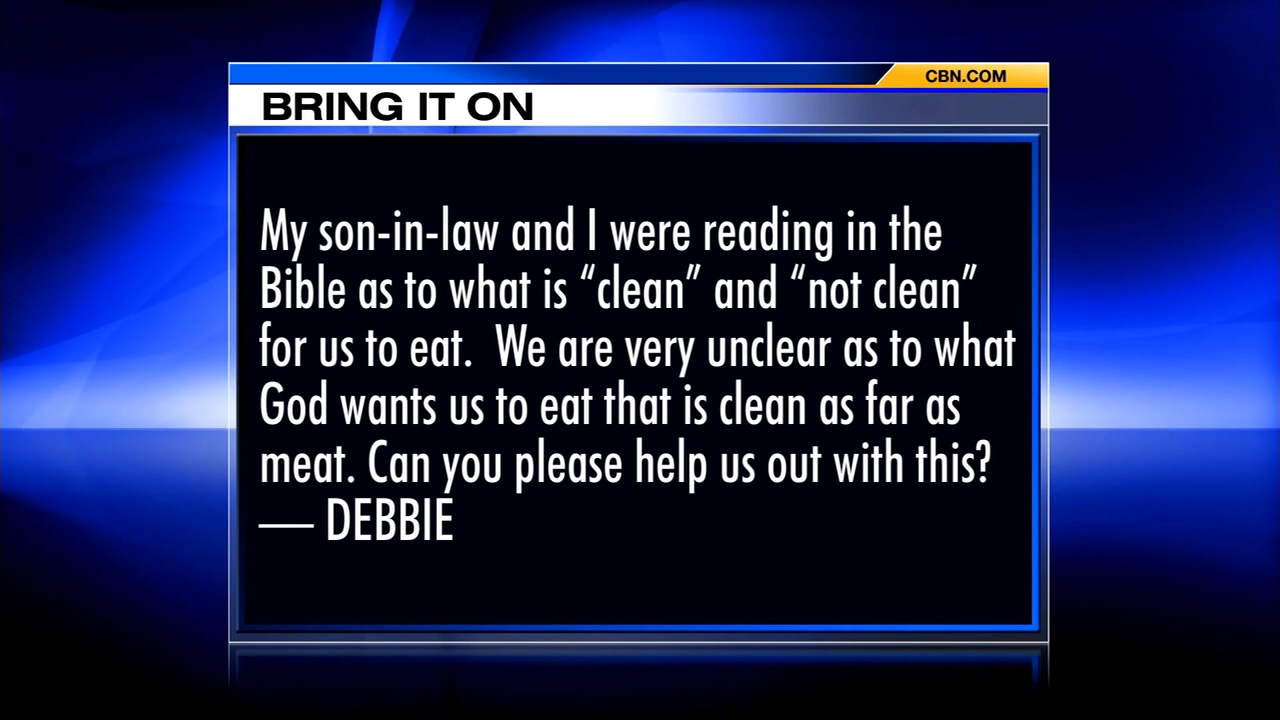 CBN.COM
BRING IT ON
My son-in-law and I were reading in the
Bible as to what is “clean” and “not clean”
for us to eat.  We are very unclear as to what
God wants us to eat that is clean as far as
meat. Can you please help us out with this?
— DEBBIE